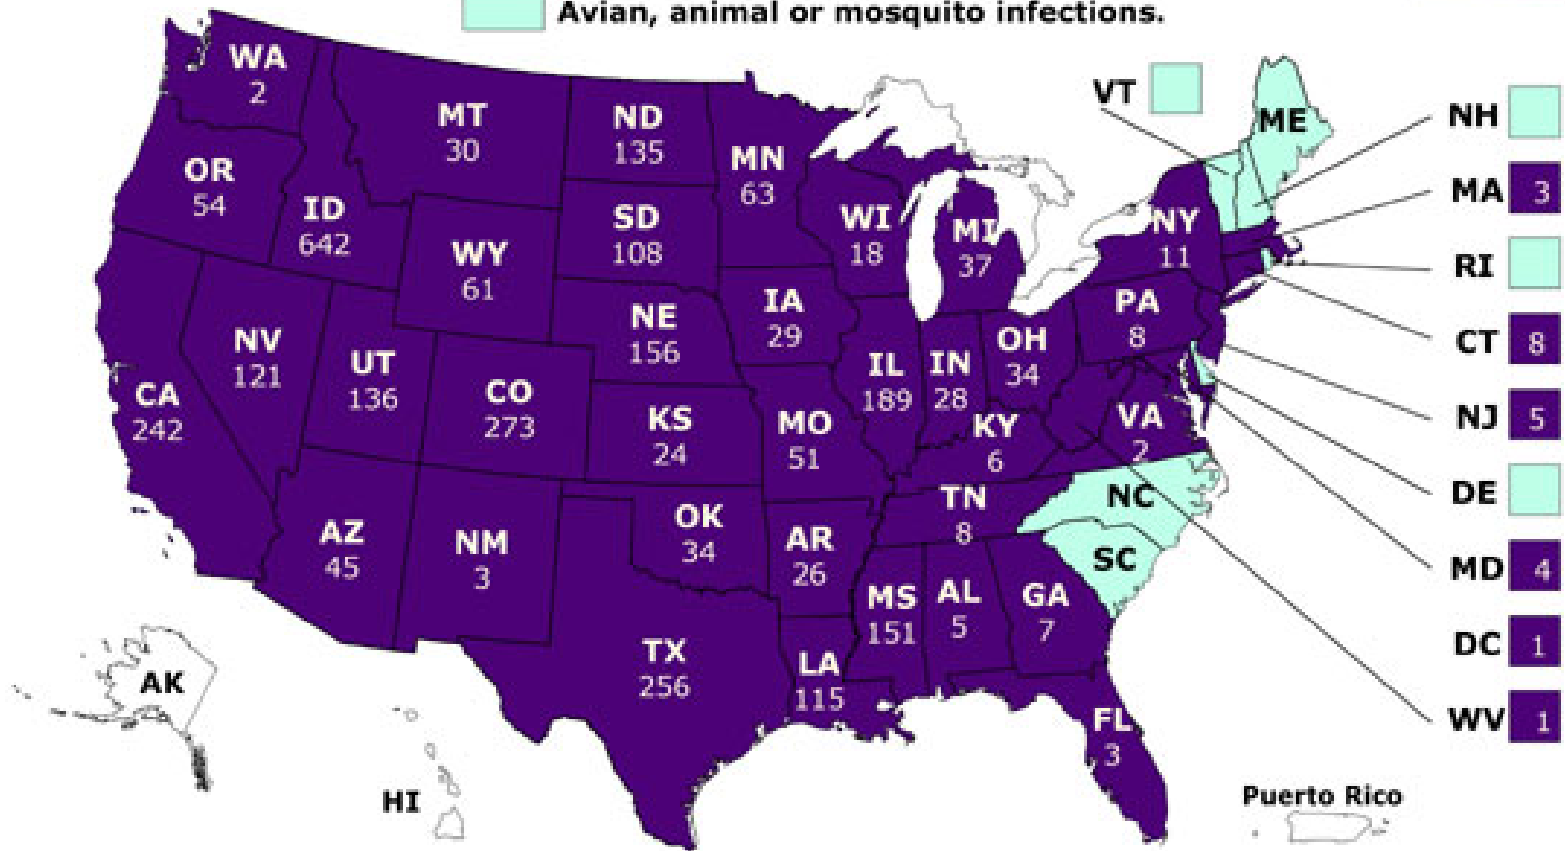 Avian, animal or mosquito infections.
WA
2
MT
30
ND
135
MN
63
VT
ME
NH
OR
54
ID
642
SD
108
WI
18
MI
37
NY
11
MA 3
WY
61
RI
NE
156
IA
29
PA
8
CT 8
NV
121
UT
136
CO
273
IL
189
IN
28
OH
34
CA
242
KS
24
MO
51
KY
6
VA
2
NJ 5
AZ
45
NM
3
OK
34
AR
26
TN
8
NC
DE
SC
MD 4
MS
151
AL
5
GA
7
DC 1
AK
TX
256
LA
115
FL
3
WV 1
HI
Puerto Rico